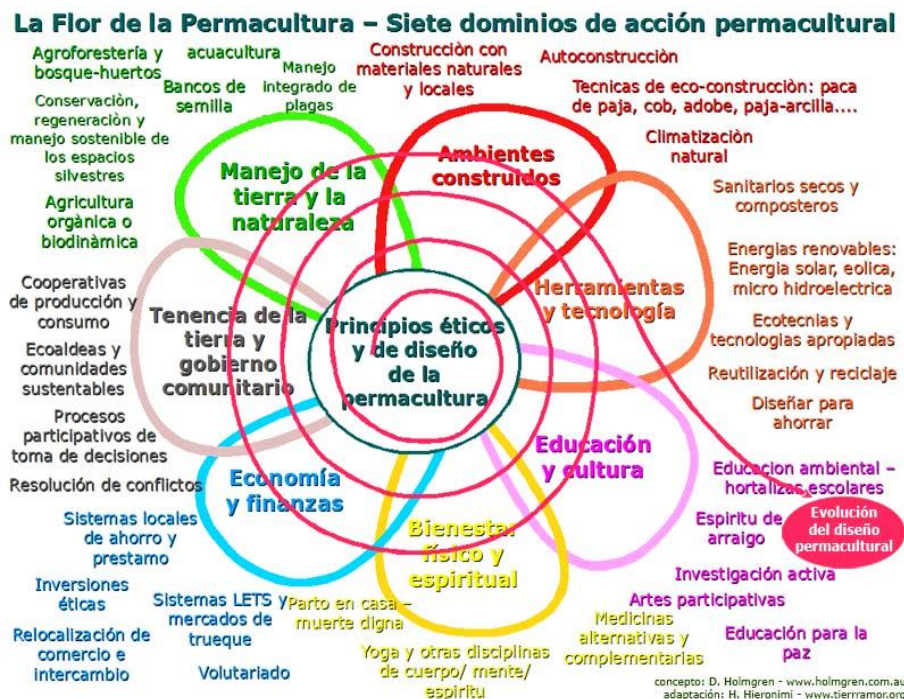 La Flor de la Permacultura – Siete dominios de acción permacultural
Agroforesterìa y
bosque-huertos
acuacultura
Bancos de
semilla
Manejo
integrado de
plagas
Conservaciòn,
regeneraciòn y
manejo sostenible de
los espacios
silvestres
Agricultura
orgànica o
biodinàmica
Manejo de la
tierra y la
naturaleza
Construcciòn con
materiales naturales
y locales
Autoconstrucciòn
Tecnicas de eco-construcciòn: paca
de paja, cob, adobe, paja-arcilla....
Climatizaciòn
natural
Ambientes
construidos
Sanitarios secos y
composteros
Energias renovables:
Energia solar, eolica,
micro hidroelectrica
Ecotecnias y
tecnologias apropiadas
Reutilización y reciclaje
Diseñar para
ahorrar
Herramientas
y tecnología
Cooperativas
de producción y
consumo
Ecoaldeas y
comunidades
sustentables
Procesos
participativos de
toma de decisiones
Resolución de conflictos
Tenencia de la
tierra y
gobierno
comunitario
Principios éticos
y de diseño
de la
permacultura
Educación
y cultura
Educacion ambiental –
hortalizas escolares
Espiritu de
arraigo
Investigación activa
Artes participativas
Educación para la
paz
Evolución
del diseño
permacultural
Economía
y finanzas
Sistemas locales
de ahorro y
prestamo
Inversiones
éticas
Sistemas LETS y
mercados de
trueque
Relocalización de
comercio e
intercambio
Volutariado
Bienestar
físico y
espiritual
Parto en casa –
muerte digna
Yoga y otras disciplinas
de cuerpo/ mente/
espiritu
Medicinas
alternativas y
complementarias
concepto: D. Holmgren - www.holmgren.com.au
adaptación: H. Hieronimi - www.tierrramor.org